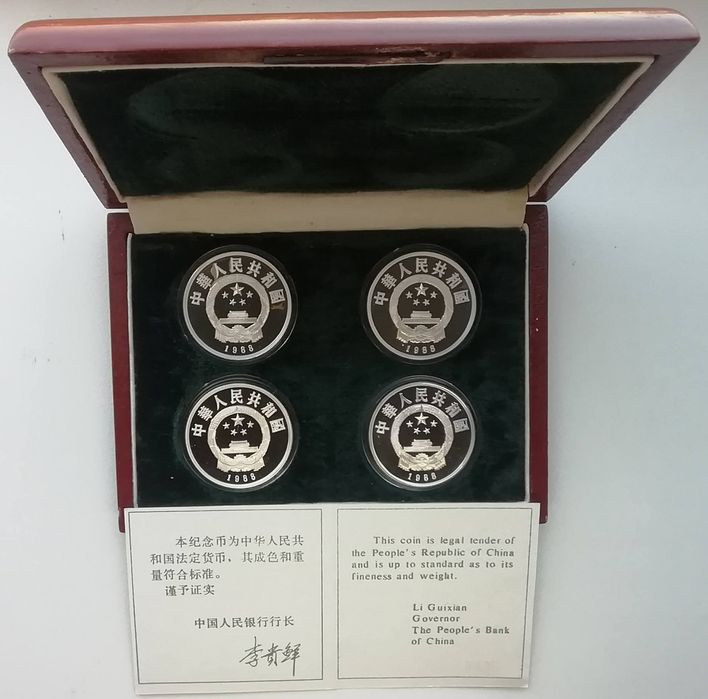 中華人民共和國
1988
中華人民共和國
1988
中華人民共和國
1988
中華人民共和國
1988
本纪念币为中华人民共
和国法定货币，其成色和重
量符合标准。
谨予证实
中国人民银行行长
李贵鲜
This coin is legal tender of
the People's Republic of China
and is up to standard as to its
fineness and weight.
Li Guixian
Governor
The People's Bank
of China